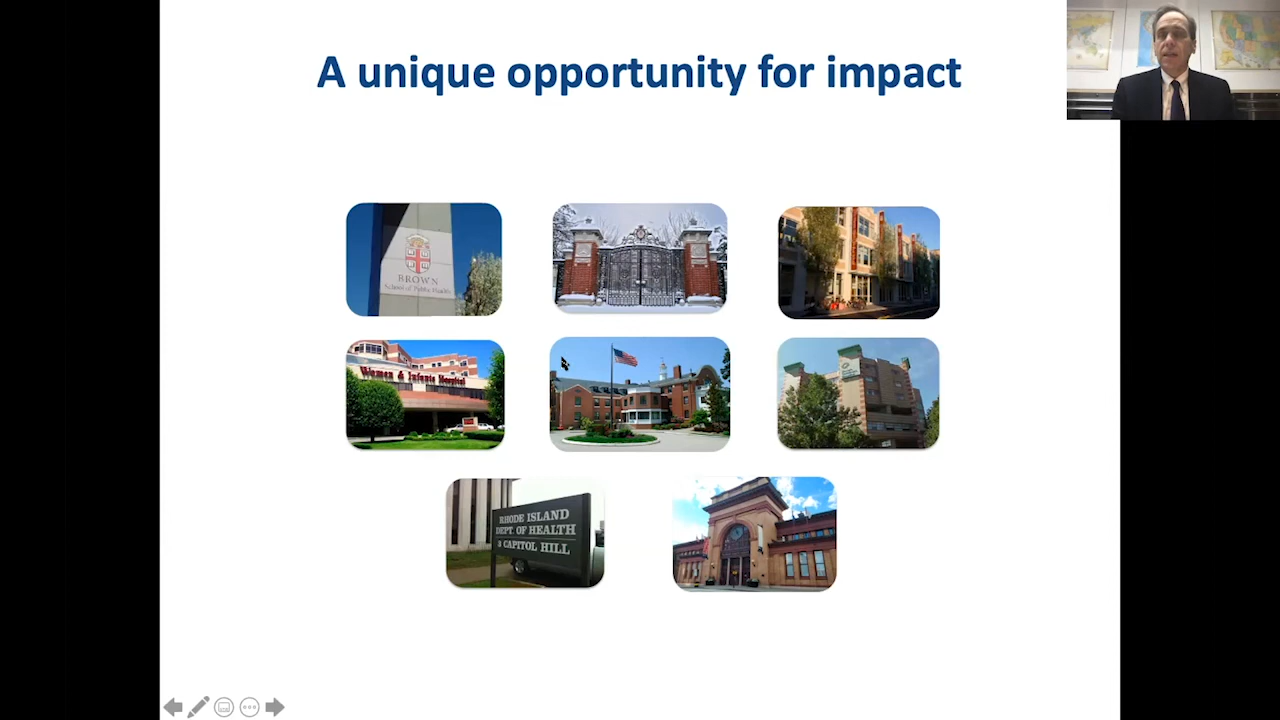 A unique opportunity for impact
BROWN
School of Public Health
Women & Infants Hospital
RHODE ISLAND
DEPT. OF HEALTH
3 CAPITOL HILL